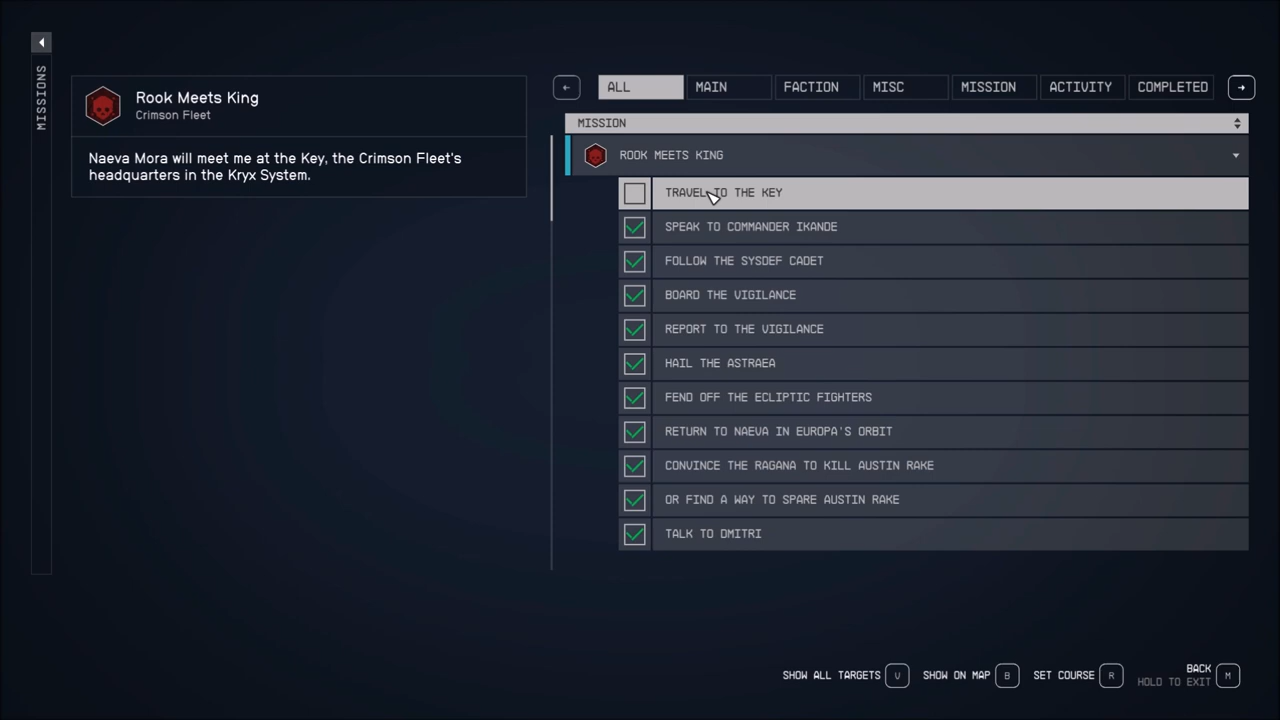 MISSIONS
Rook Meets King
Crimson Fleet
Naeva Mora will meet me at the Key, the Crimson Fleet's
headquarters in the Kryx System.
ALL MAIN FACTION MISC MISSION ACTIVITY COMPLETED
MISSION
ROOK MEETS KING
TRAVEL TO THE KEY
SPEAK TO COMMANDER IKANDE
FOLLOW THE SYSDEF CADET
BOARD THE VIGILANCE
REPORT TO THE VIGILANCE
HAIL THE ASTRAEA
FEND OFF THE ECLIPTIC FIGHTERS
RETURN TO NAEVA IN EUROPA'S ORBIT
CONVINCE THE RAGANA TO KILL AUSTIN RAKE
OR FIND A WAY TO SPARE AUSTIN RAKE
TALK TO DMITRI
SHOW ALL TARGETS V SHOW ON MAP B SET COURSE R BACK M
HOLD TO EXIT